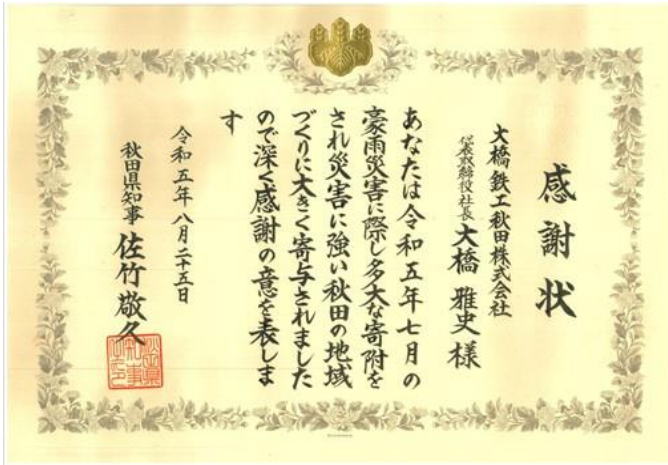 感謝状
大橋鉄工秋田株式会社
代表取締役社長 大橋雅史様
あなたは令和五年七月の
豪雨災害に際し多大な寄附を
され災害に強い秋田の地域
づくりに大きく寄与されました
ので深く感謝の意を表しま
す
令和五年八月二十五日
秋田県知事 佐竹敬久